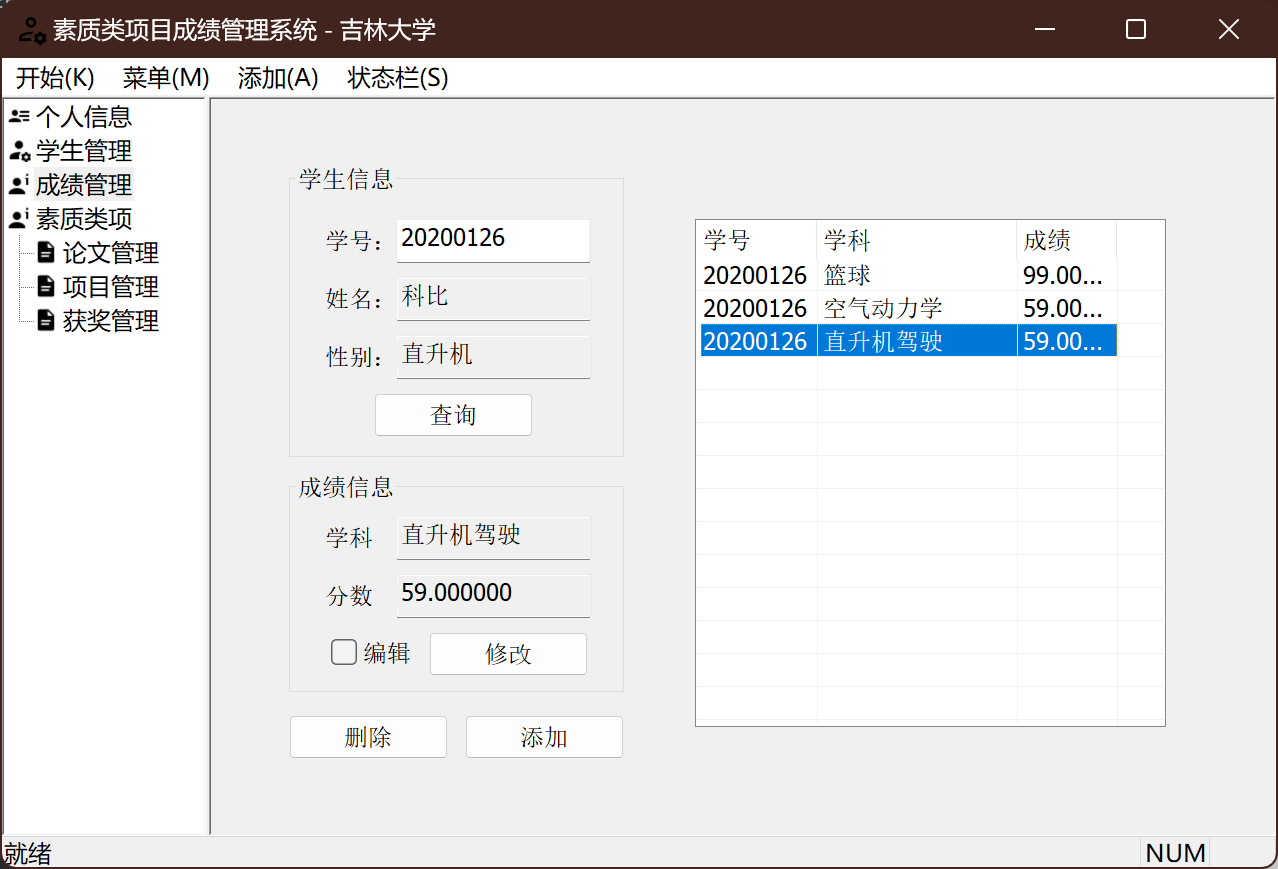 素质类项目成绩管理系统 - 吉林大学
开始(K) 菜单(M) 添加(A) 状态栏(S)
个人信息
学生管理
成绩管理
素质类项
论文管理
项目管理
获奖管理
学生信息
学号: 20200126
姓名: 科比
性别: 直升机
查询
成绩信息
学科 直升机驾驶
分数 59.000000
编辑 修改
删除 添加
学号 学科 成绩
20200126 篮球 99.00...
20200126 空气动力学 59.00...
20200126 直升机驾驶 59.00...
就绪 NUM